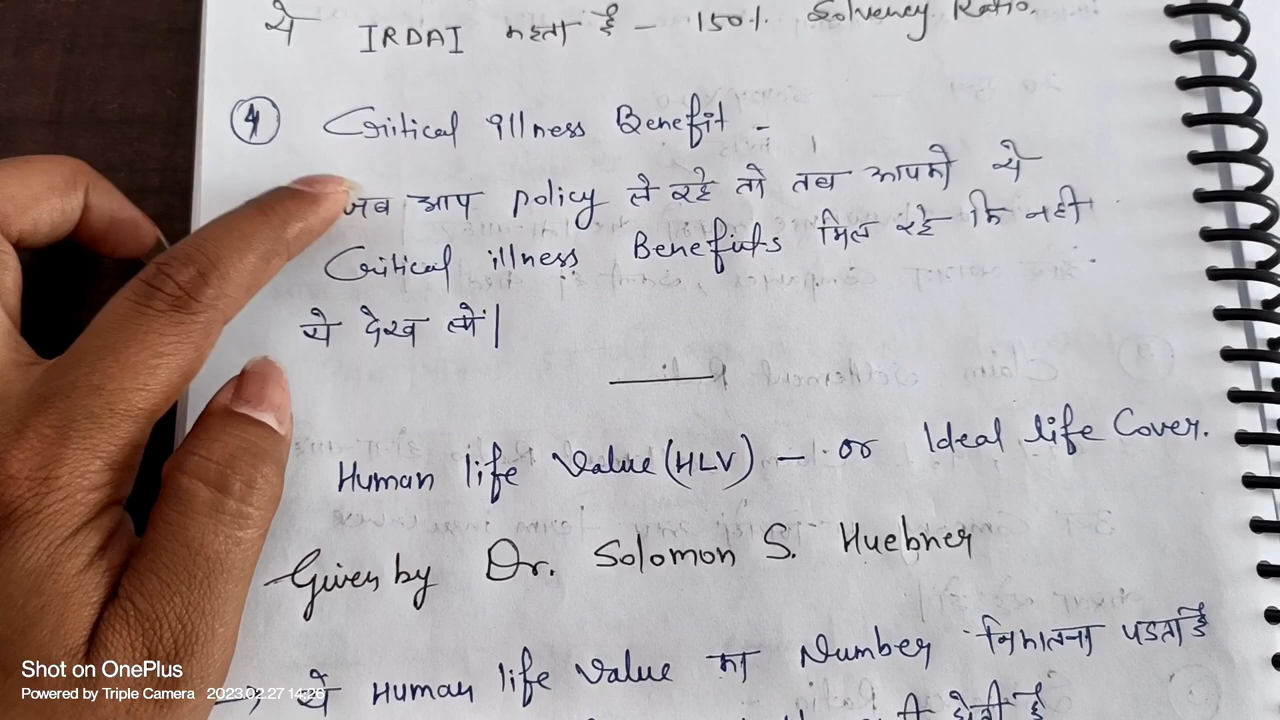 ये IRDAI कहता है - 150% Solvency Ratio.
4 Critical illness Benefit -
जब आप policy ले रहे तो तब आपको ये
Critical illness Benefits मिल रहे कि नही
ये देख लो।
Human life Value (HLV) - or Ideal life Cover.
Given by Dr. Solomon S. Huebner
ये Human life Value का Number निकालना पडता है
होती है
Shot on OnePlus
Powered by Triple Camera 2023.02.27 14:26